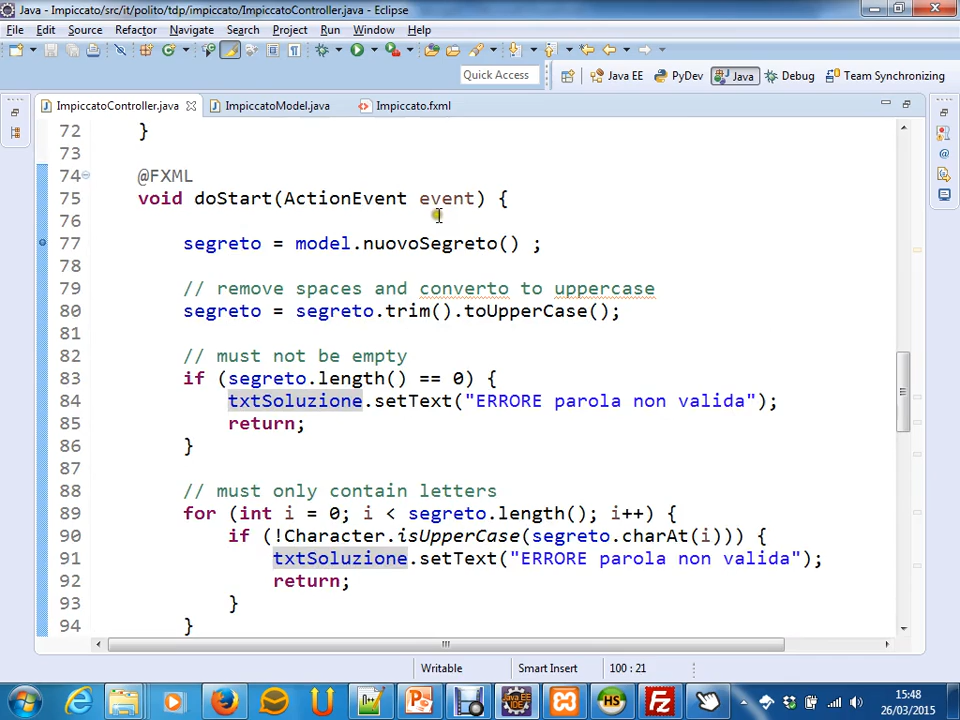 Java - Impiccato/src/it/polito/tdp/impiccato/ImpiccatoController.java - Eclipse
File Edit Source Refactor Navigate Search Project Run Window Help
Quick Access Java EE PyDev Java Debug Team Synchronizing
ImpiccatoController.java ImpiccatoModel.java Impiccato.fxml
72 }
73
74 @FXML
75 void doStart(ActionEvent event) {
76
77 segreto = model.nuovoSegreto() ;
78
79 // remove spaces and converto to uppercase
80 segreto = segreto.trim().toUpperCase();
81
82 // must not be empty
83 if (segreto.length() == 0) {
84 txtSoluzione.setText("ERRORE parola non valida");
85 return;
86 }
87
88 // must only contain letters
89 for (int i = 0; i < segreto.length(); i++) {
90 if (!Character.isUpperCase(segreto.charAt(i))) {
91 txtSoluzione.setText("ERRORE parola non valida");
92 return;
93 }
94 }
Writable Smart Insert 100 : 21
15:48
26/03/2015